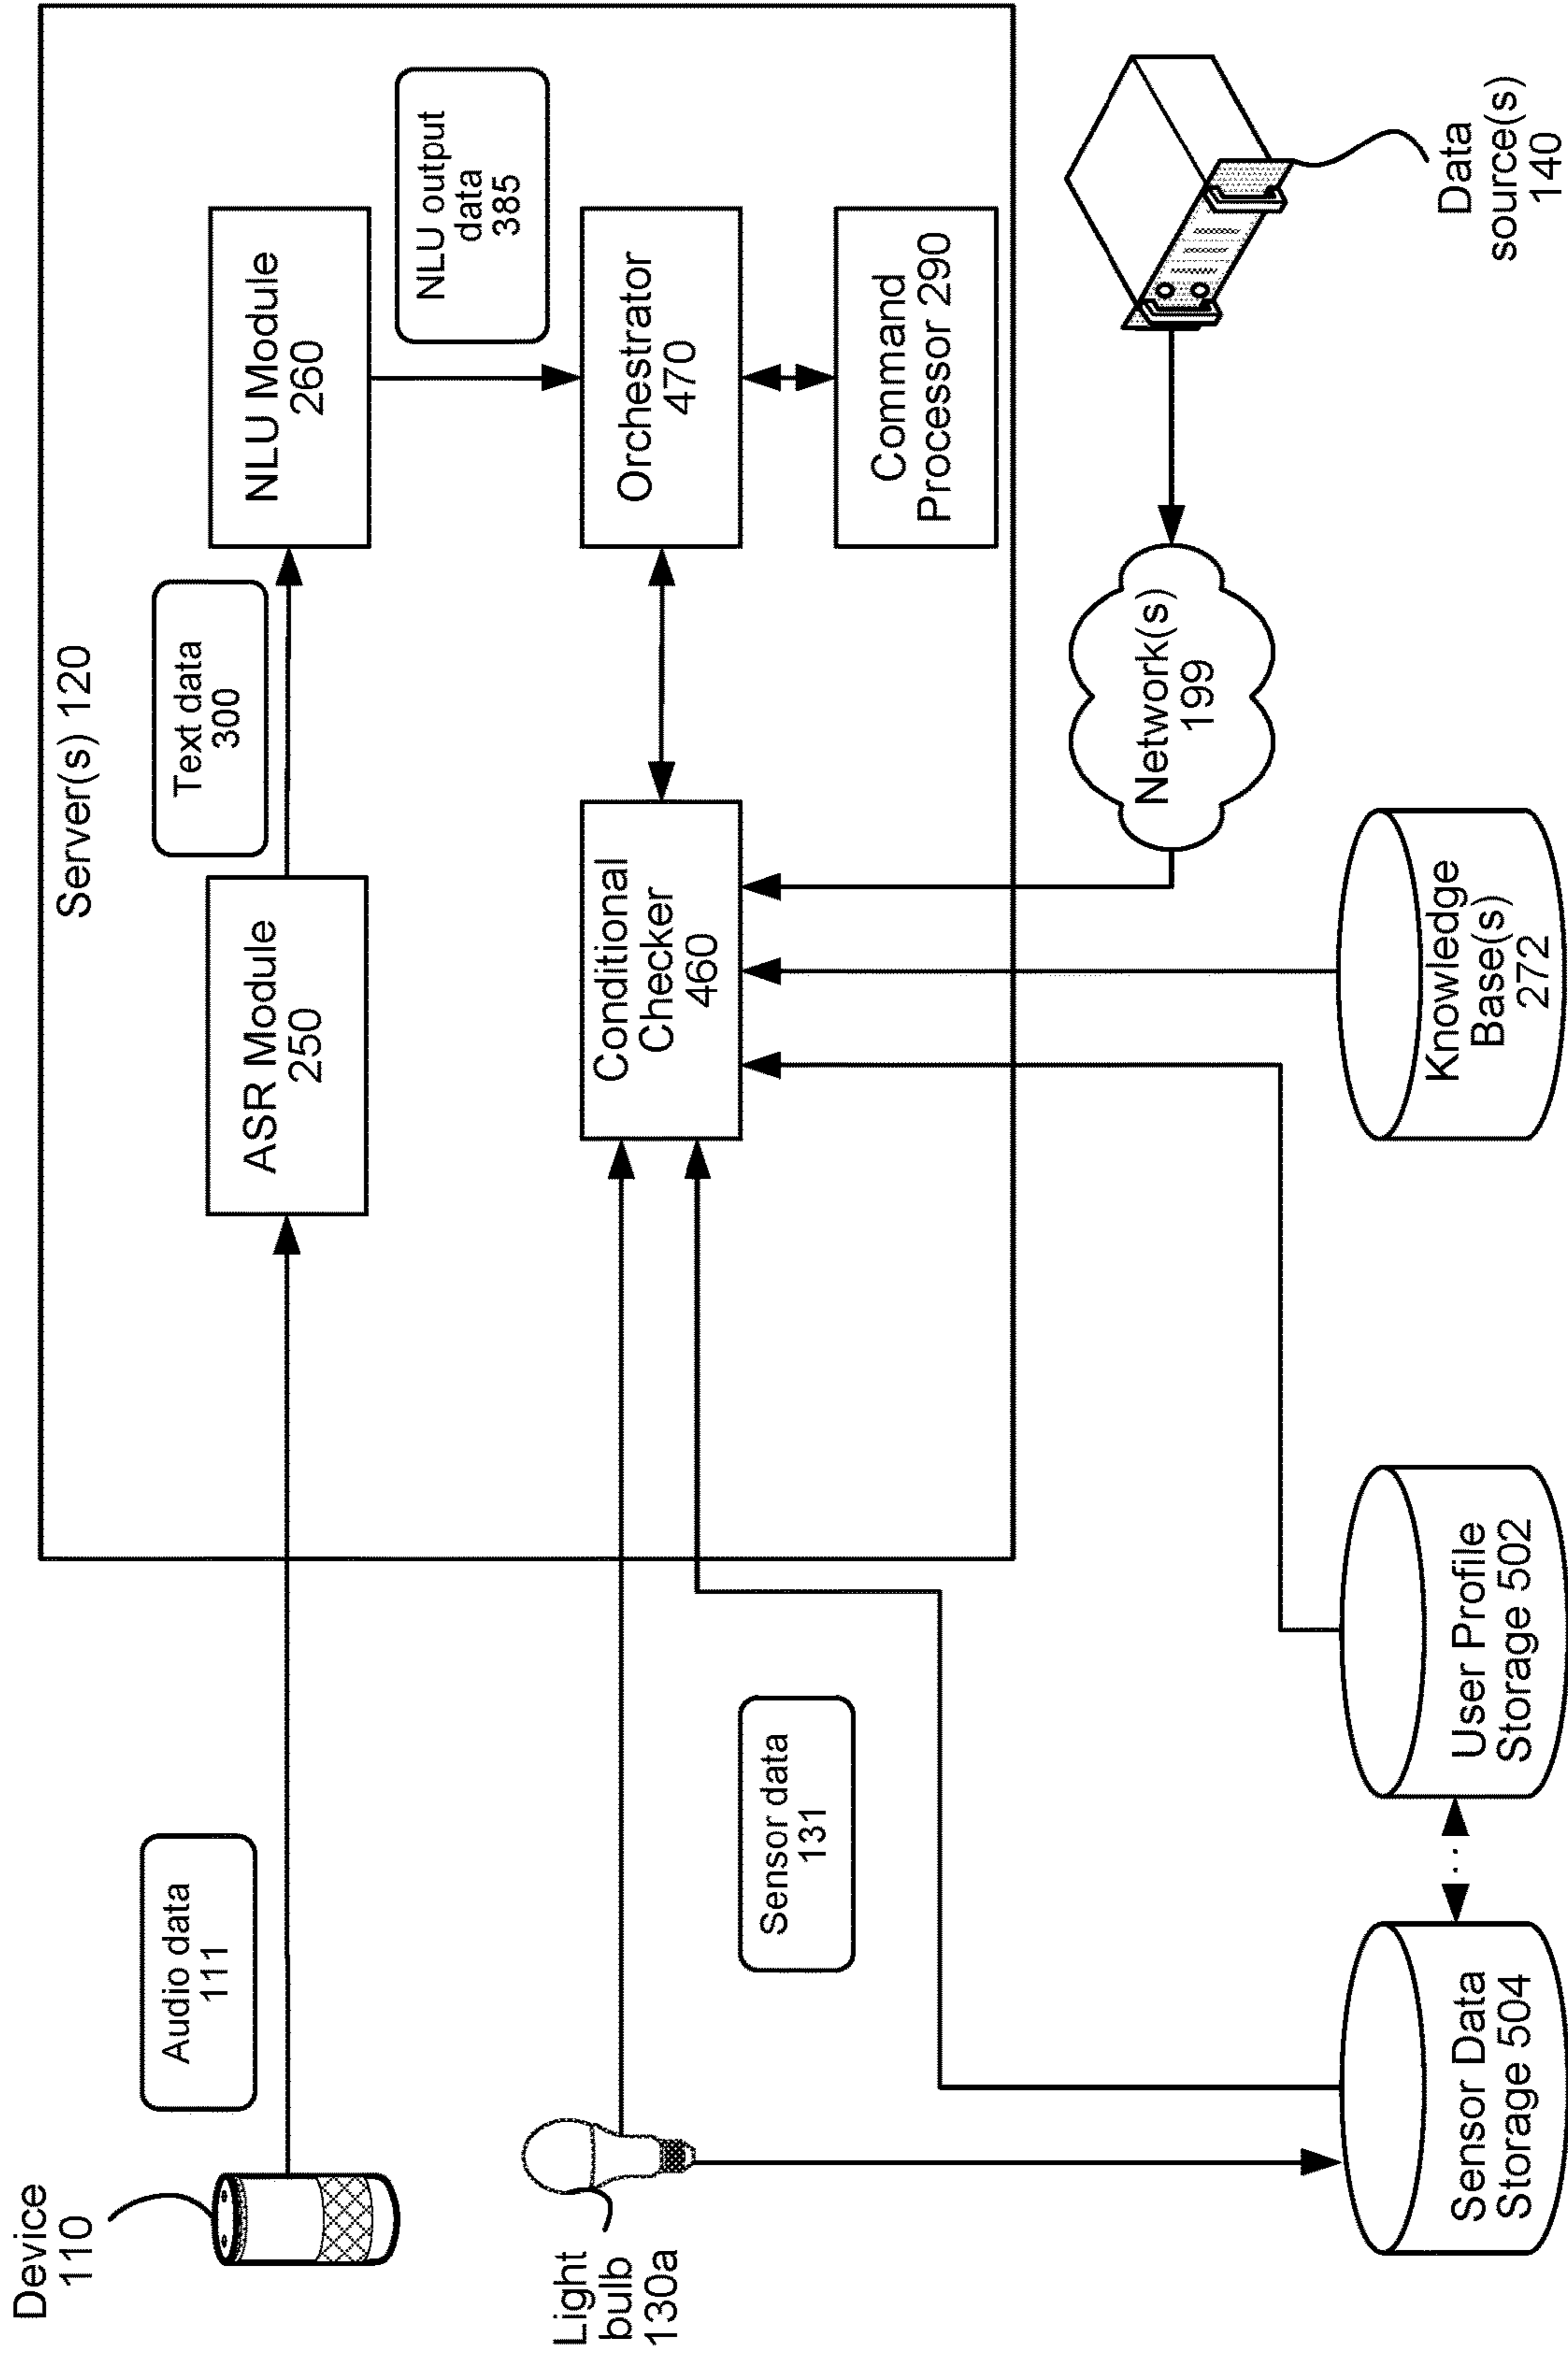 Server(s) 120
Device
110
Audio data
111
ASR Module
250
Text data
300
NLU Module
260
NLU output
data
385
Light
bulb
130a
Sensor data
131
Conditional
Checker
460
Orchestrator
470
Command
Processor 290
Network(s)
199
Data
source(s)
140
Sensor Data
Storage 504
...
User Profile
Storage 502
Knowledge
Base(s)
272